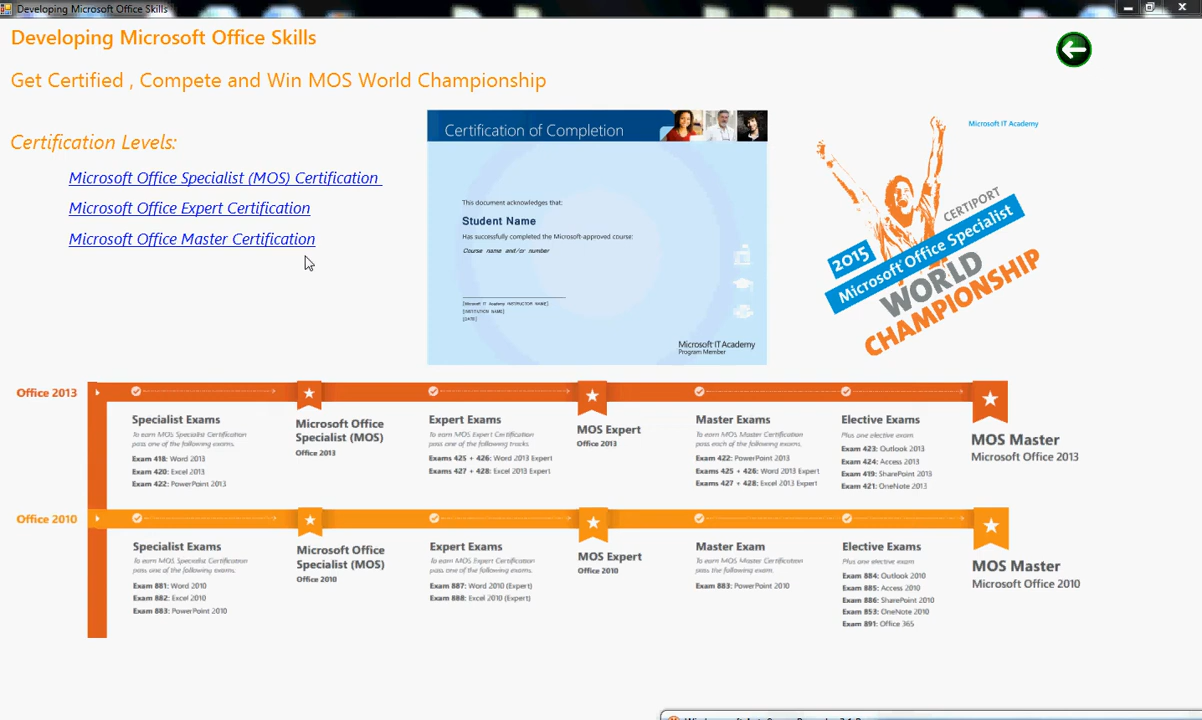 Developing Microsoft Office Skills
Developing Microsoft Office Skills
Get Certified , Compete and Win MOS World Championship
Certification Levels:
Microsoft Office Specialist (MOS) Certification
Microsoft Office Expert Certification
Microsoft Office Master Certification
Certification of Completion
This document acknowledges that:
Student Name
Has successfully completed the Microsoft-approved course:
Course name and/or number
[Microsoft IT Academy INSTRUCTOR NAME]
[INSTITUTION NAME]
[DATE]
Microsoft IT Academy
Program Member
Microsoft IT Academy
CERTIPORT
2015
Microsoft Office Specialist
WORLD
CHAMPIONSHIP
Office 2013
Specialist Exams
To earn MOS Specialist Certification
pass one of the following exams.
Exam 418: Word 2013
Exam 420: Excel 2013
Exam 422: PowerPoint 2013
Microsoft Office
Specialist (MOS)
Office 2013
Expert Exams
To earn MOS Expert Certification
pass one of the following tracks.
Exams 425 + 426: Word 2013 Expert
Exams 427 + 428: Excel 2013 Expert
MOS Expert
Office 2013
Master Exams
To earn MOS Master Certification
pass each of the following exams.
Exam 422: PowerPoint 2013
Exams 425 + 426: Word 2013 Expert
Exams 427 + 428: Excel 2013 Expert
Elective Exams
Plus one elective exam
Exam 423: Outlook 2013
Exam 424: Access 2013
Exam 419: SharePoint 2013
Exam 421: OneNote 2013
MOS Master
Microsoft Office 2013
Office 2010
Specialist Exams
To earn MOS Specialist Certification
pass one of the following exams.
Exam 881: Word 2010
Exam 882: Excel 2010
Exam 883: PowerPoint 2010
Microsoft Office
Specialist (MOS)
Office 2010
Expert Exams
To earn MOS Expert Certification
pass one of the following exams.
Exam 887: Word 2010 (Expert)
Exam 888: Excel 2010 (Expert)
MOS Expert
Office 2010
Master Exam
To earn MOS Master Certification
pass the following exam.
Exam 883: PowerPoint 2010
Elective Exams
Plus one elective exam
Exam 884: Outlook 2010
Exam 885: Access 2010
Exam 886: SharePoint 2010
Exam 853: OneNote 2010
Exam 891: Office 365
MOS Master
Microsoft Office 2010